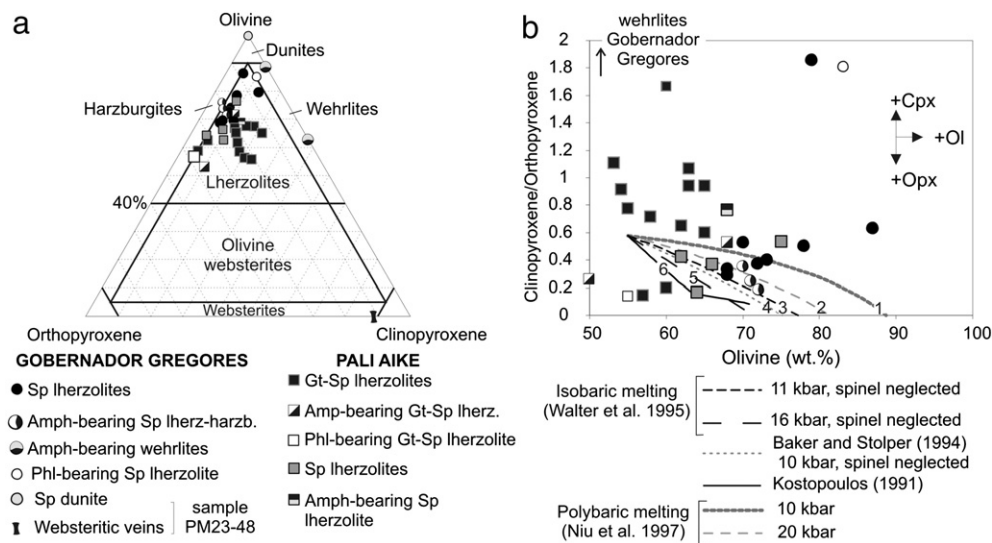 a
Olivine
Dunites
Harzburgites
Wehrlites
Lherzolites
40%
Olivine
websterites
Websterites
Orthopyroxene
Clinopyroxene
GOBERNADOR GREGORES
Sp lherzolites
Amph-bearing Sp lherz-harzb.
Amph-bearing wehrlites
Phl-bearing Sp lherzolite
Sp dunite
Websteritic veins
sample
PM23-48
PALI AIKE
Gt-Sp lherzolites
Amp-bearing Gt-Sp lherz.
Phl-bearing Gt-Sp lherzolite
Sp lherzolites
Amph-bearing Sp
lherzolite
b
wehrlites
Gobernador
Gregores
Clinopyroxene/Orthopyroxene
2
1.8
1.6
1.4
1.2
1
0.8
0.6
0.4
0.2
0
+Cpx
+Ol
+Opx
6
5
4
3
2
1
50
60
70
80
90
100
Olivine (wt.%)
Isobaric melting
(Walter et al. 1995)
11 kbar, spinel neglected
16 kbar, spinel neglected
Baker and Stolper (1994)
10 kbar, spinel neglected
Kostopoulos (1991)
Polybaric melting
(Niu et al. 1997)
10 kbar
20 kbar